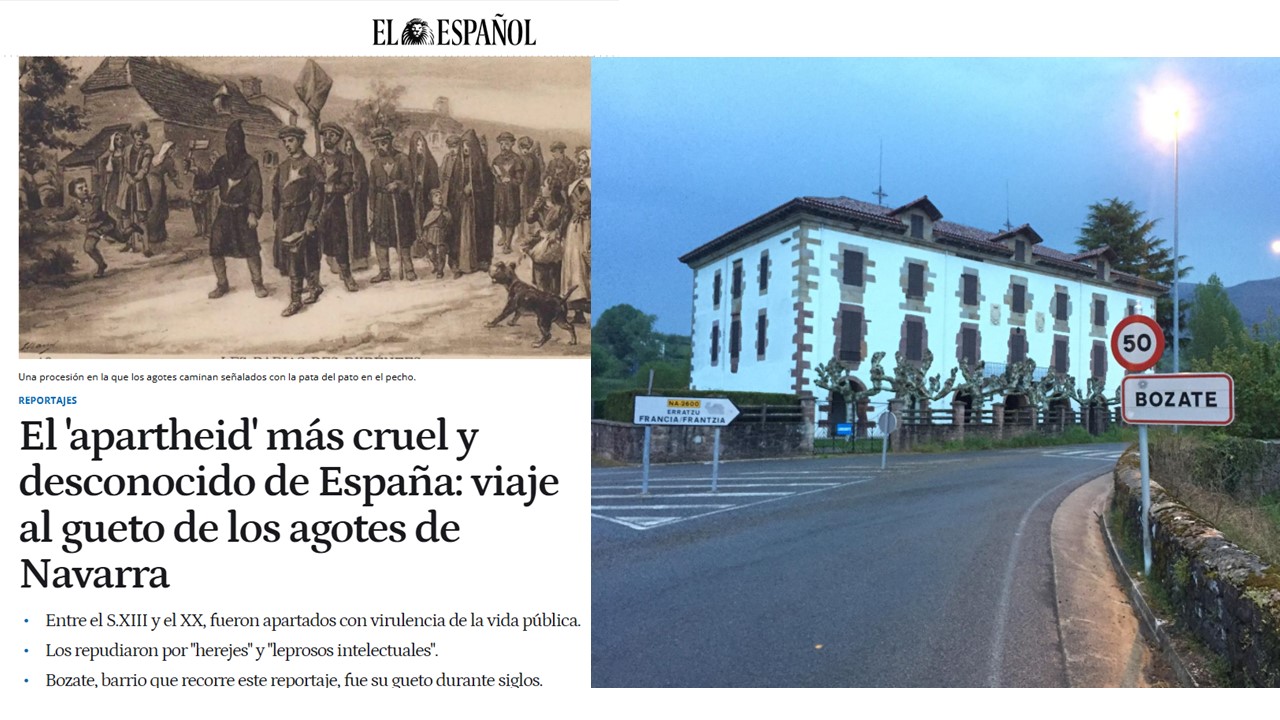 EL ESPAÑOL
LES PARIAS DES PYRÉNÉES
Una procesión en la que los agotes caminan señalados con la pata del pato en el pecho.
REPORTAJES
El 'apartheid' más cruel y
desconocido de España: viaje
al gueto de los agotes de
Navarra
• Entre el S.XIII y el XX, fueron apartados con virulencia de la vida pública.
• Los repudiaron por "herejes" y "leprosos intelectuales".
• Bozate, barrio que recorre este reportaje, fue su gueto durante siglos.
NA-2600
ERRATZU
FRANCIA/FRANTZIA
50
BOZATE